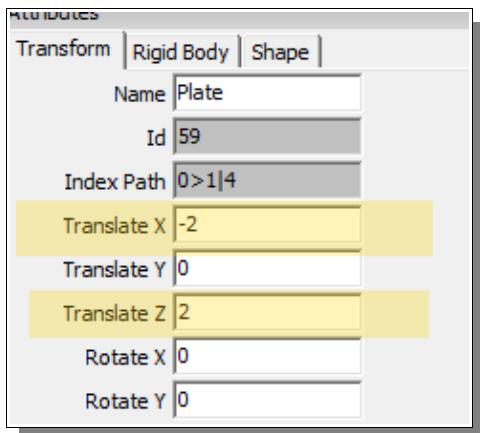 Attributes
Transform Rigid Body Shape
Name Plate
Id 59
Index Path 0>1|4
Translate X -2
Translate Y 0
Translate Z 2
Rotate X 0
Rotate Y 0